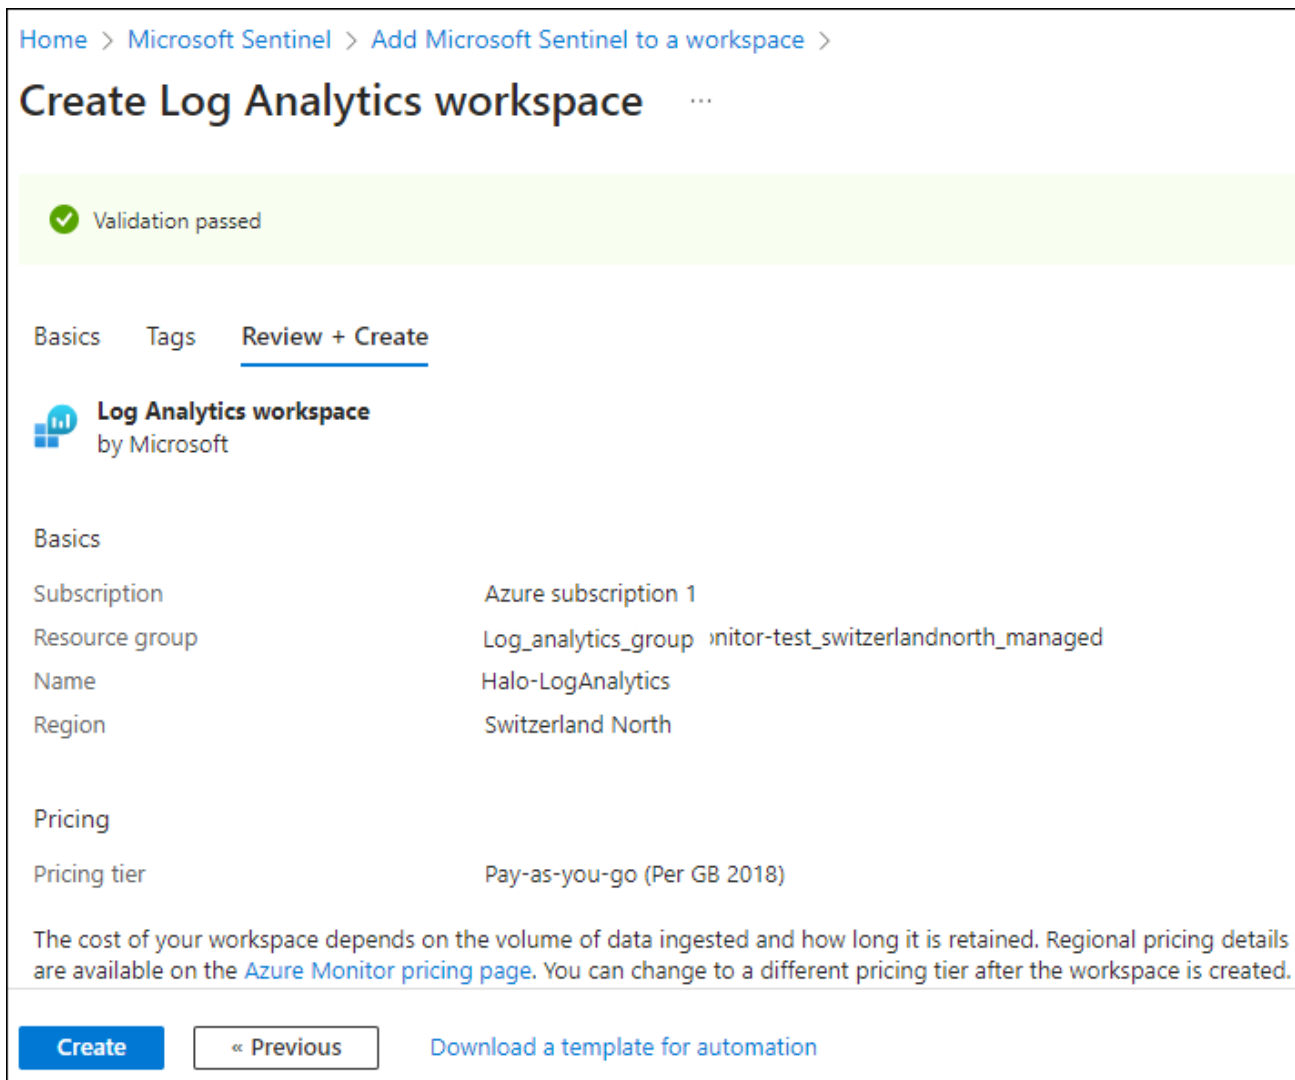 Home > Microsoft Sentinel > Add Microsoft Sentinel to a workspace >
Create Log Analytics workspace ...
Validation passed
Basics Tags Review + Create
Log Analytics workspace
by Microsoft
Basics
Subscription Azure subscription 1
Resource group Log_analytics_group nitor-test_switzerlandnorth_managed
Name Halo-LogAnalytics
Region Switzerland North
Pricing
Pricing tier Pay-as-you-go (Per GB 2018)
The cost of your workspace depends on the volume of data ingested and how long it is retained. Regional pricing details
are available on the Azure Monitor pricing page. You can change to a different pricing tier after the workspace is created.
Create « Previous Download a template for automation